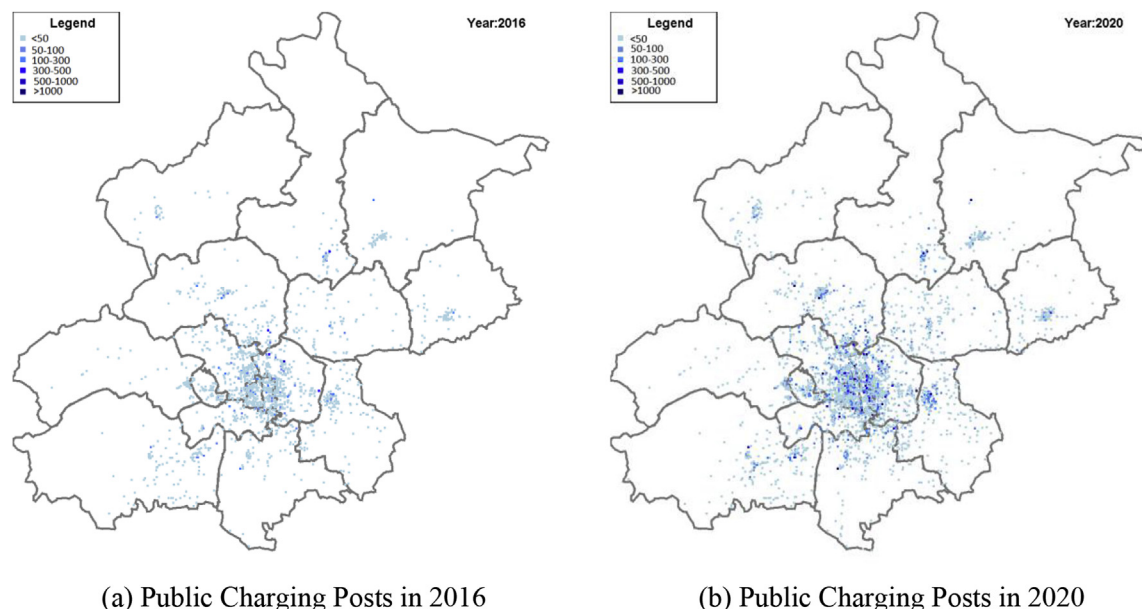 Legend
<50
50-100
100-300
300-500
500-1000
>1000
Year:2016
Legend
<50
50-100
100-300
300-500
500-1000
>1000
Year:2020
(a) Public Charging Posts in 2016
(b) Public Charging Posts in 2020